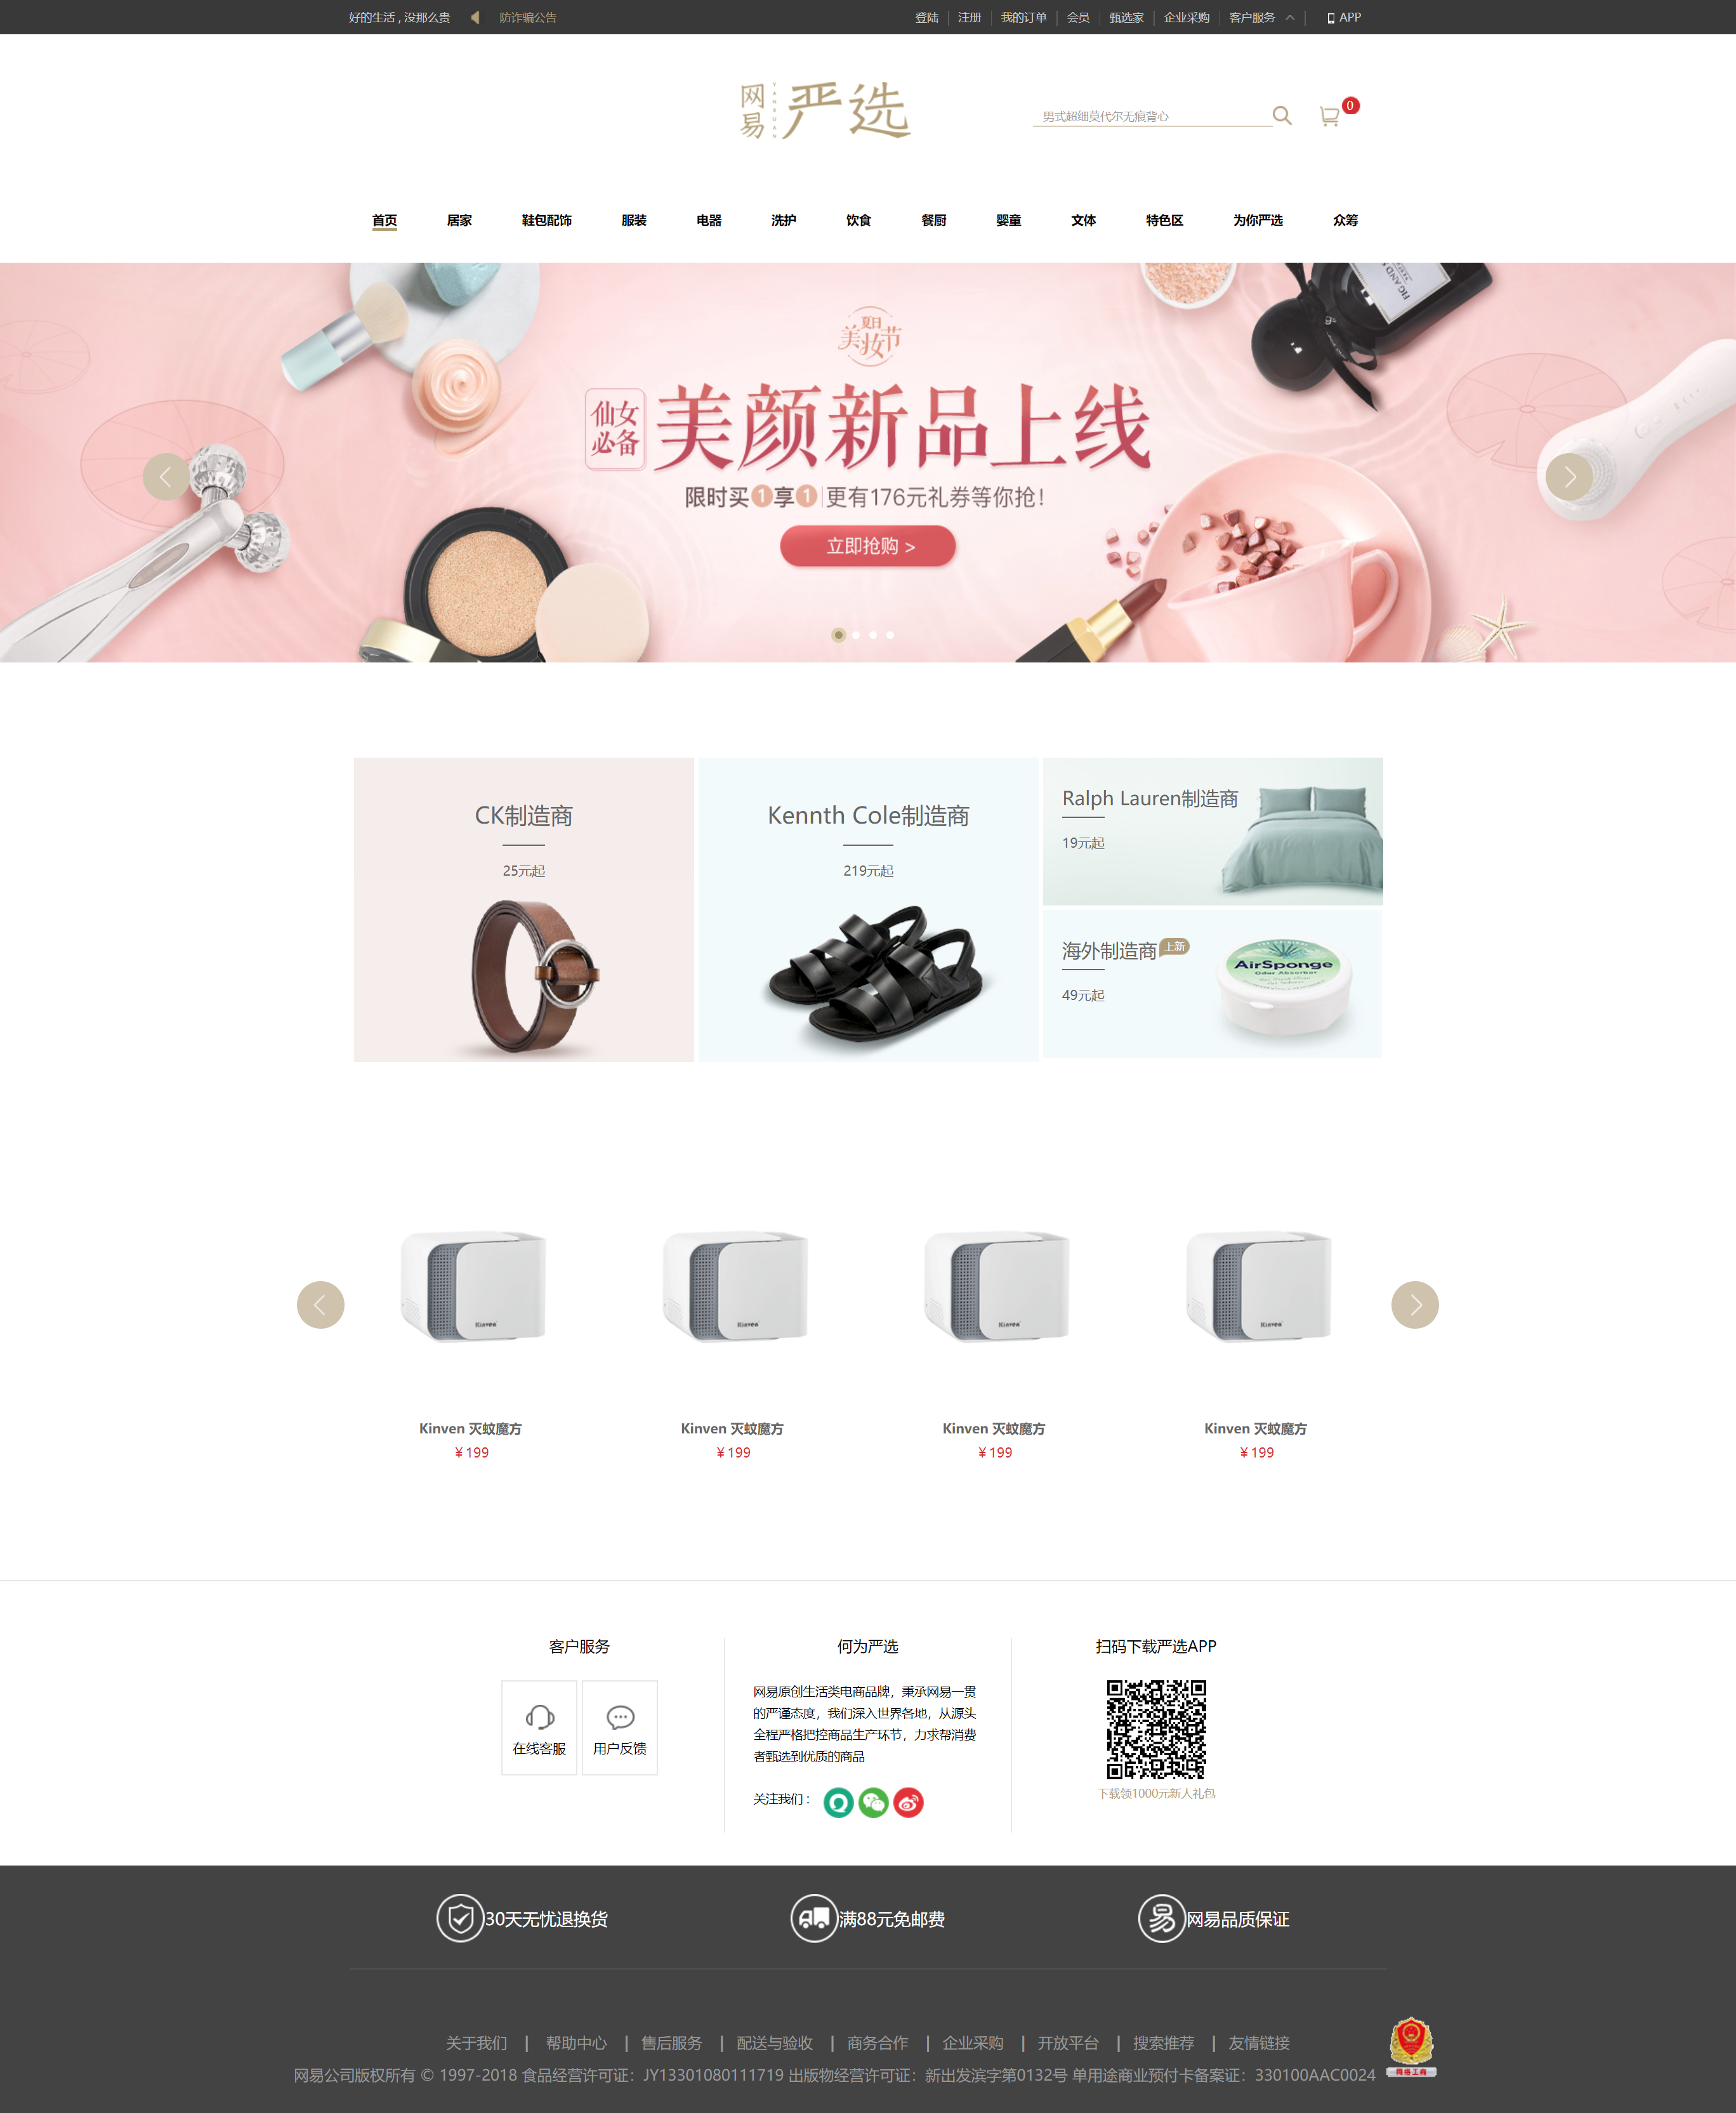 好的生活 , 没那么贵 防诈骗公告 登陆 注册 我的订单 会员 甄选家 企业采购 客户服务 APP
网易 YANXUAN 严选
男式超细莫代尔无痕背心 0
首页 居家 鞋包配饰 服装 电器 洗护 饮食 餐厨 婴童 文体 特色区 为你严选 众筹
夏日
美妆节
仙女必备 美颜新品上线
限时买1享1 | 更有176元礼券等你抢!
立即抢购 >
CK制造商
25元起
Kennth Cole制造商
219元起
Ralph Lauren制造商
19元起
海外制造商 上新
49元起
AirSponge
Odor Absorber
Kinven Kinven Kinven Kinven
Kinven 灭蚊魔方 Kinven 灭蚊魔方 Kinven 灭蚊魔方 Kinven 灭蚊魔方
¥ 199 ¥ 199 ¥ 199 ¥ 199
客户服务
在线客服 用户反馈
何为严选
网易原创生活类电商品牌，秉承网易一贯
的严谨态度，我们深入世界各地，从源头
全程严格把控商品生产环节，力求帮消费
者甄选到优质的商品
关注我们：
扫码下载严选APP
下载领1000元新人礼包
30天无忧退换货 满88元免邮费 易 网易品质保证
关于我们 | 帮助中心 | 售后服务 | 配送与验收 | 商务合作 | 企业采购 | 开放平台 | 搜索推荐 | 友情链接
网易公司版权所有 © 1997-2018 食品经营许可证：JY13301080111719 出版物经营许可证：新出发滨字第0132号 单用途商业预付卡备案证：330100AAC0024
网络工商